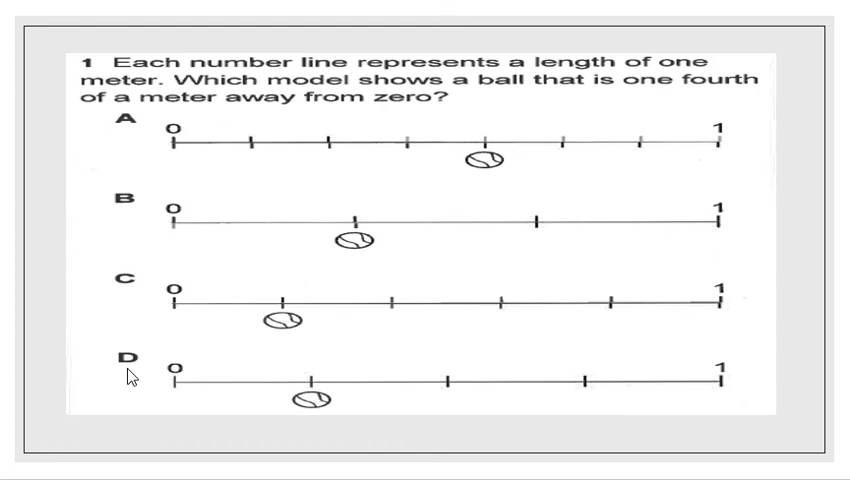 1 Each number line represents a length of one
meter. Which model shows a ball that is one fourth
of a meter away from zero?
A
0 1
B
0 1
C
0 1
D
0 1